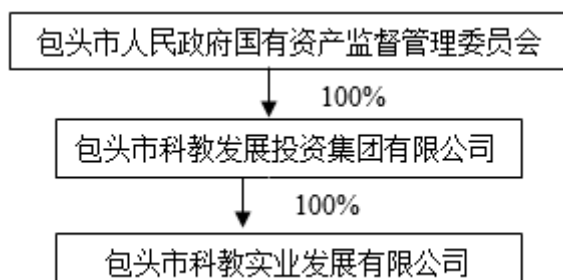 包头市人民政府国有资产监督管理委员会
100%
包头市科教发展投资集团有限公司
100%
包头市科教实业发展有限公司